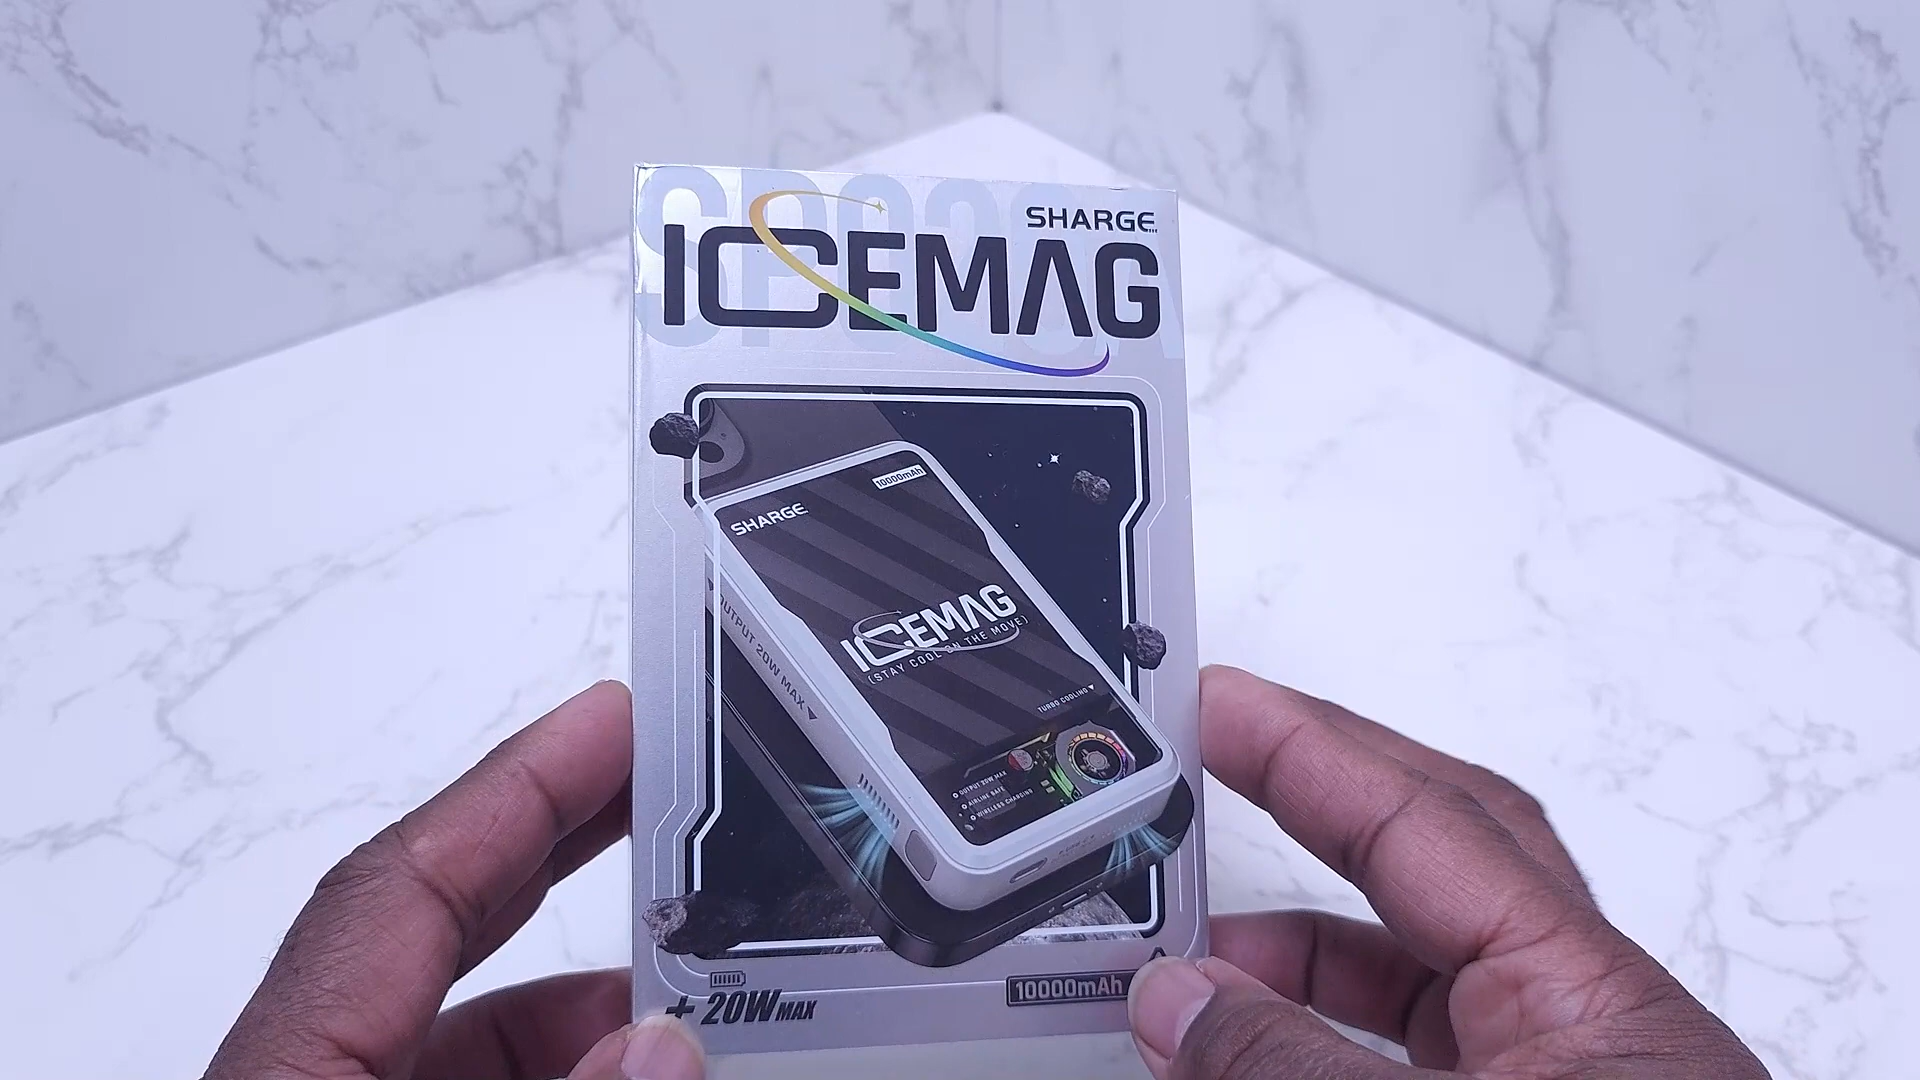 SHARGE
ICEMAG
10000mAh
SHARGE
ICEMAG
(STAY COOL ON THE MOVE)
OUTPUT 20W MAX
TURBO COOLING
OUTPUT 20W MAX
AIRLINE SAFE
WIRELESS CHARGING
+ 20W MAX
10000mAh